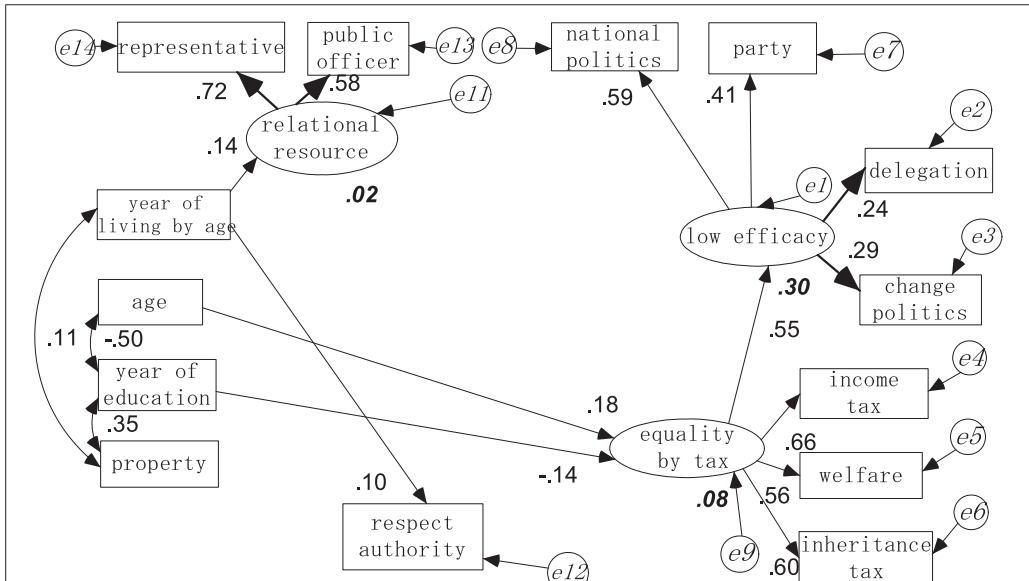 e14
representative
public
officer
e13
e8
national
politics
party
e7
.72
.58
e11
.59
.41
e2
relational
resource
.14
delegation
e1
.02
.24
year of
living by age
low efficacy
.29
e3
.30
change
politics
age
.11
-.50
.55
year of
education
e4
income
tax
.35
.18
equality
by tax
.66
e5
property
welfare
-.14
.10
.08
.56
e6
respect
authority
e9
inheritance
tax
.60
e12